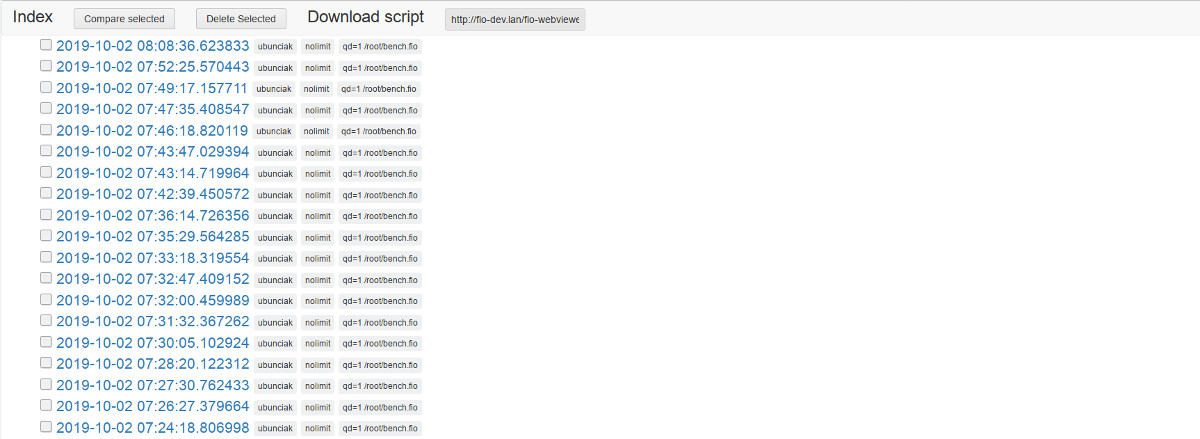 Index Compare selected Delete Selected Download script http://fio-dev.lan/fio-webviewe
2019-10-02 08:08:36.623833 ubunciak nolimit qd=1 /root/bench.fio
2019-10-02 07:52:25.570443 ubunciak nolimit qd=1 /root/bench.fio
2019-10-02 07:49:17.157711 ubunciak nolimit qd=1 /root/bench.fio
2019-10-02 07:47:35.408547 ubunciak nolimit qd=1 /root/bench.fio
2019-10-02 07:46:18.820119 ubunciak nolimit qd=1 /root/bench.fio
2019-10-02 07:43:47.029394 ubunciak nolimit qd=1 /root/bench.fio
2019-10-02 07:43:14.719964 ubunciak nolimit qd=1 /root/bench.fio
2019-10-02 07:42:39.450572 ubunciak nolimit qd=1 /root/bench.fio
2019-10-02 07:36:14.726356 ubunciak nolimit qd=1 /root/bench.fio
2019-10-02 07:35:29.564285 ubunciak nolimit qd=1 /root/bench.fio
2019-10-02 07:33:18.319554 ubunciak nolimit qd=1 /root/bench.fio
2019-10-02 07:32:47.409152 ubunciak nolimit qd=1 /root/bench.fio
2019-10-02 07:32:00.459989 ubunciak nolimit qd=1 /root/bench.fio
2019-10-02 07:31:32.367262 ubunciak nolimit qd=1 /root/bench.fio
2019-10-02 07:30:05.102924 ubunciak nolimit qd=1 /root/bench.fio
2019-10-02 07:28:20.122312 ubunciak nolimit qd=1 /root/bench.fio
2019-10-02 07:27:30.762433 ubunciak nolimit qd=1 /root/bench.fio
2019-10-02 07:26:27.379664 ubunciak nolimit qd=1 /root/bench.fio
2019-10-02 07:24:18.806998 ubunciak nolimit qd=1 /root/bench.fio